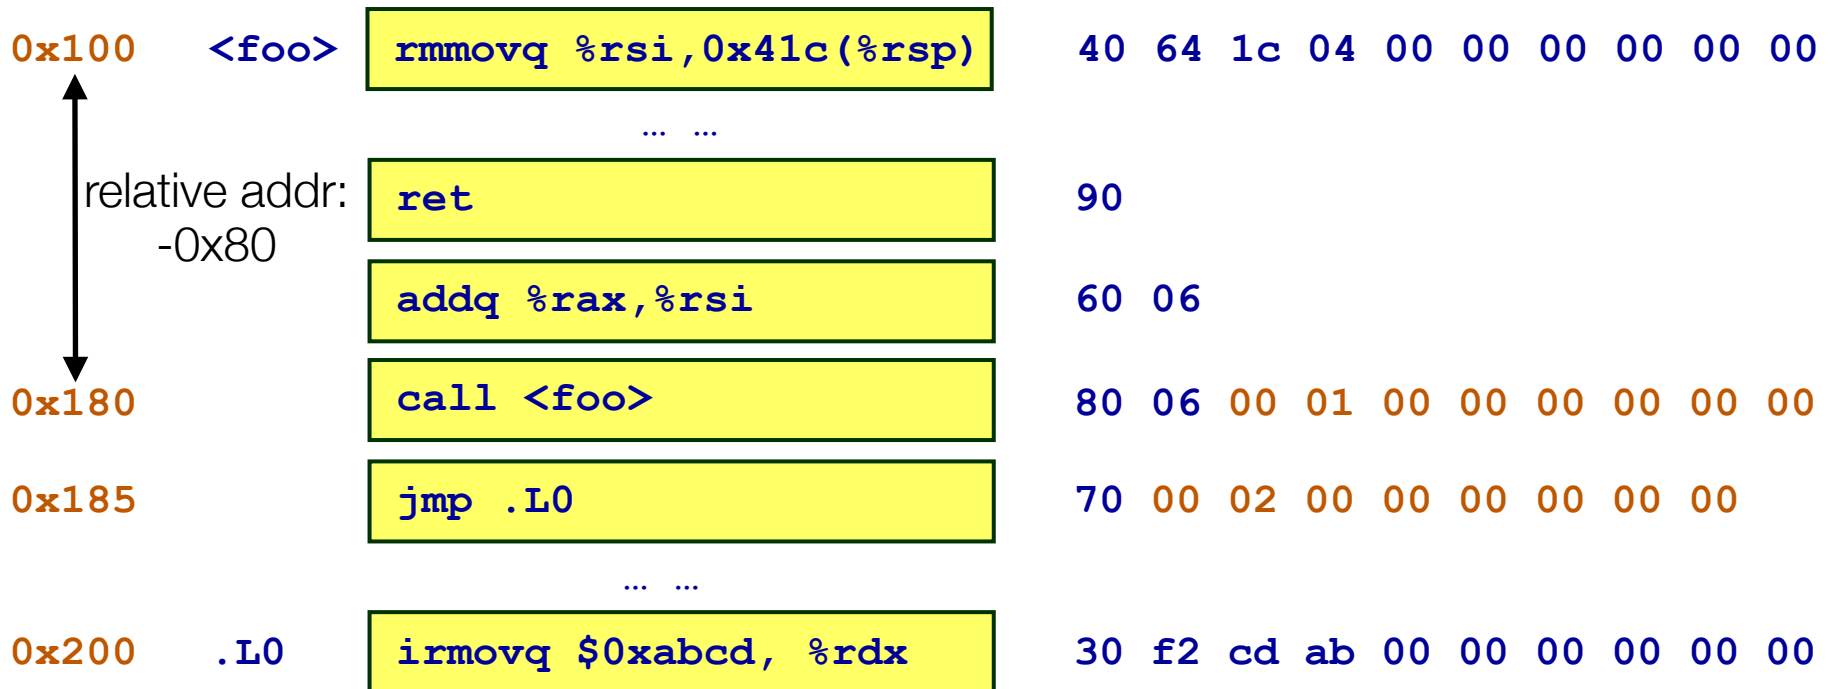 0x100 <foo> rmmovq %rsi,0x41c(%rsp) 40 64 1c 04 00 00 00 00 00 00
… …
relative addr:
-0x80
ret 90
addq %rax,%rsi 60 06
0x180 call <foo> 80 06 00 01 00 00 00 00 00 00
0x185 jmp .L0 70 00 02 00 00 00 00 00 00
… …
0x200 .L0 irmovq $0xabcd, %rdx 30 f2 cd ab 00 00 00 00 00 00